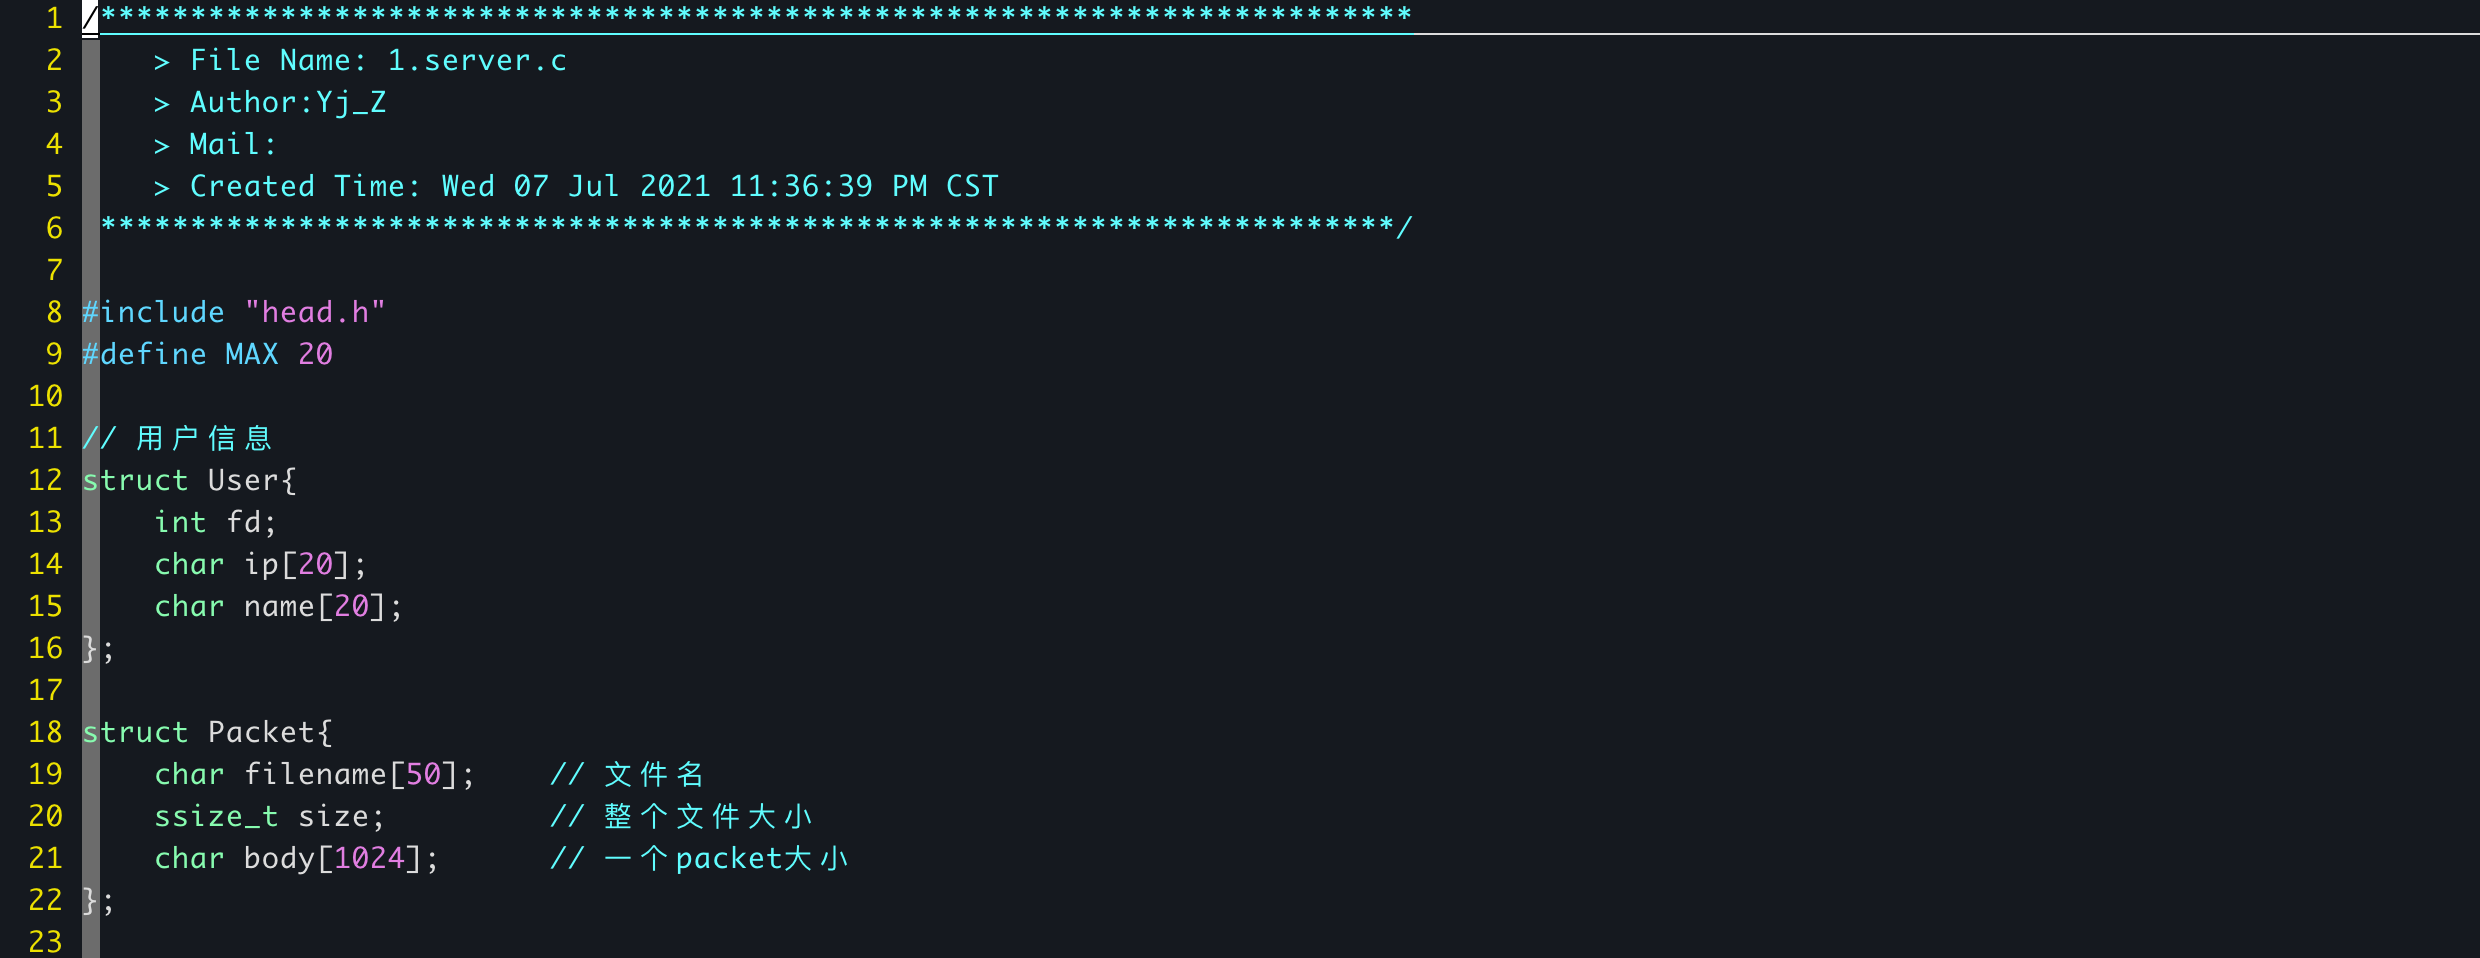 1 /*************************************************************************
2     > File Name: 1.server.c
3     > Author:Yj_Z
4     > Mail:
5     > Created Time: Wed 07 Jul 2021 11:36:39 PM CST
6  ************************************************************************/
7
8 #include "head.h"
9 #define MAX 20
10
11 // 用户信息
12 struct User{
13     int fd;
14     char ip[20];
15     char name[20];
16 };
17
18 struct Packet{
19     char filename[50];    // 文件名
20     ssize_t size;         // 整个文件大小
21     char body[1024];      // 一个packet大小
22 };
23